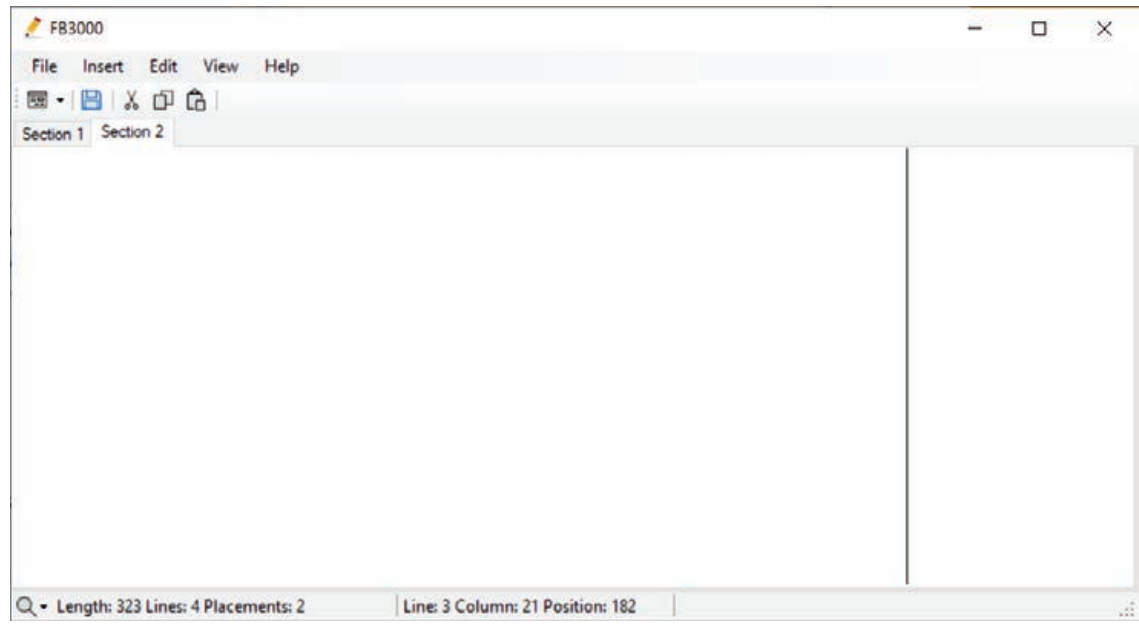 FB3000
File Insert Edit View Help
Section 1 Section 2
Length: 323 Lines: 4 Placements: 2 Line: 3 Column: 21 Position: 182